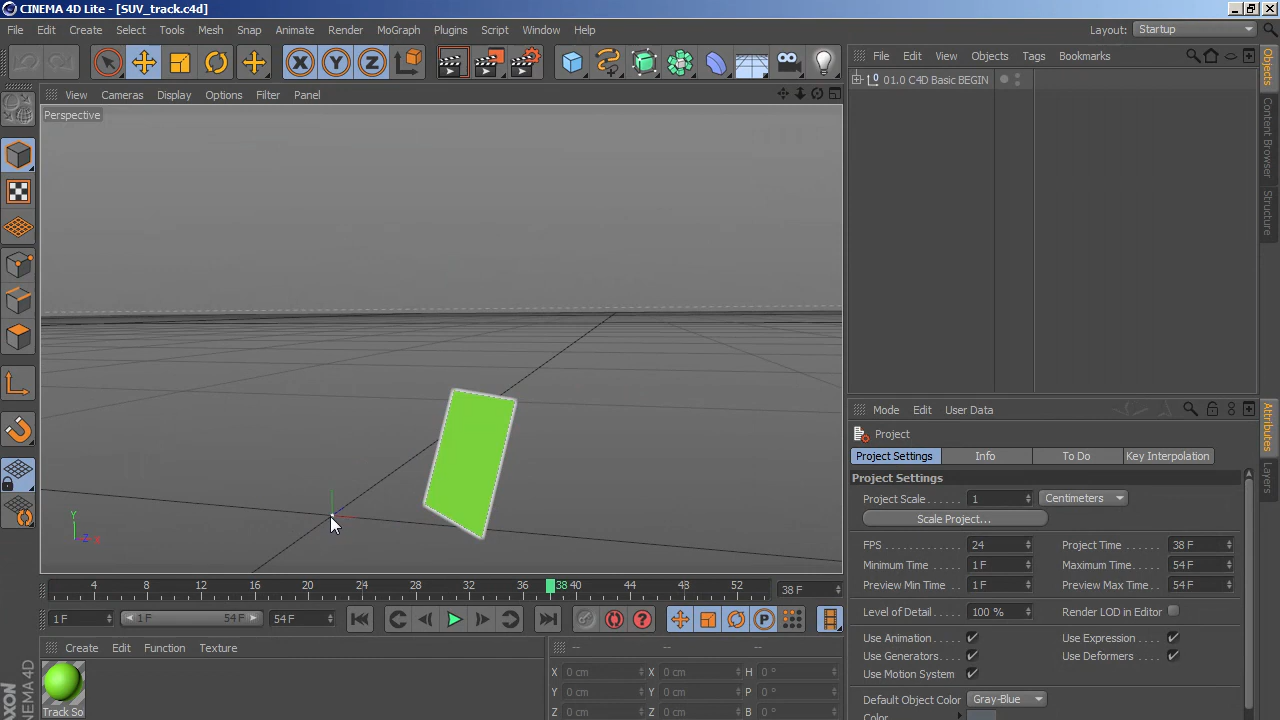 CINEMA 4D Lite - [SUV_track.c4d]
File Edit Create Select Tools Mesh Snap Animate Render MoGraph Plugins Script Window Help
Layout: Startup
X Y Z
File Edit View Objects Tags Bookmarks
View Cameras Display Options Filter Panel
01.0 C4D Basic BEGIN
Perspective
Objects
Content Browser
Structure
Mode Edit User Data
Project
Project Settings Info To Do Key Interpolation
Project Settings
Project Scale 1 Centimeters
Scale Project...
FPS 24 Project Time 38 F
Minimum Time 1 F Maximum Time 54 F
Preview Min Time 1 F Preview Max Time 54 F
Level of Detail 100 % Render LOD in Editor
Use Animation Use Expression
Use Generators Use Deformers
Use Motion System
Default Object Color Gray-Blue
Color
Attributes
Layers
Y
Z X
4 8 12 16 20 24 28 32 36 38 40 44 48 52 38 F
1 F 1 F 54 F 54 F
P
Create Edit Function Texture
-- -- --
X 0 cm X 0 cm H 0 °
Y 0 cm Y 0 cm P 0 °
Z 0 cm Z 0 cm B 0 °
Track So
AXON
CINEMA 4D